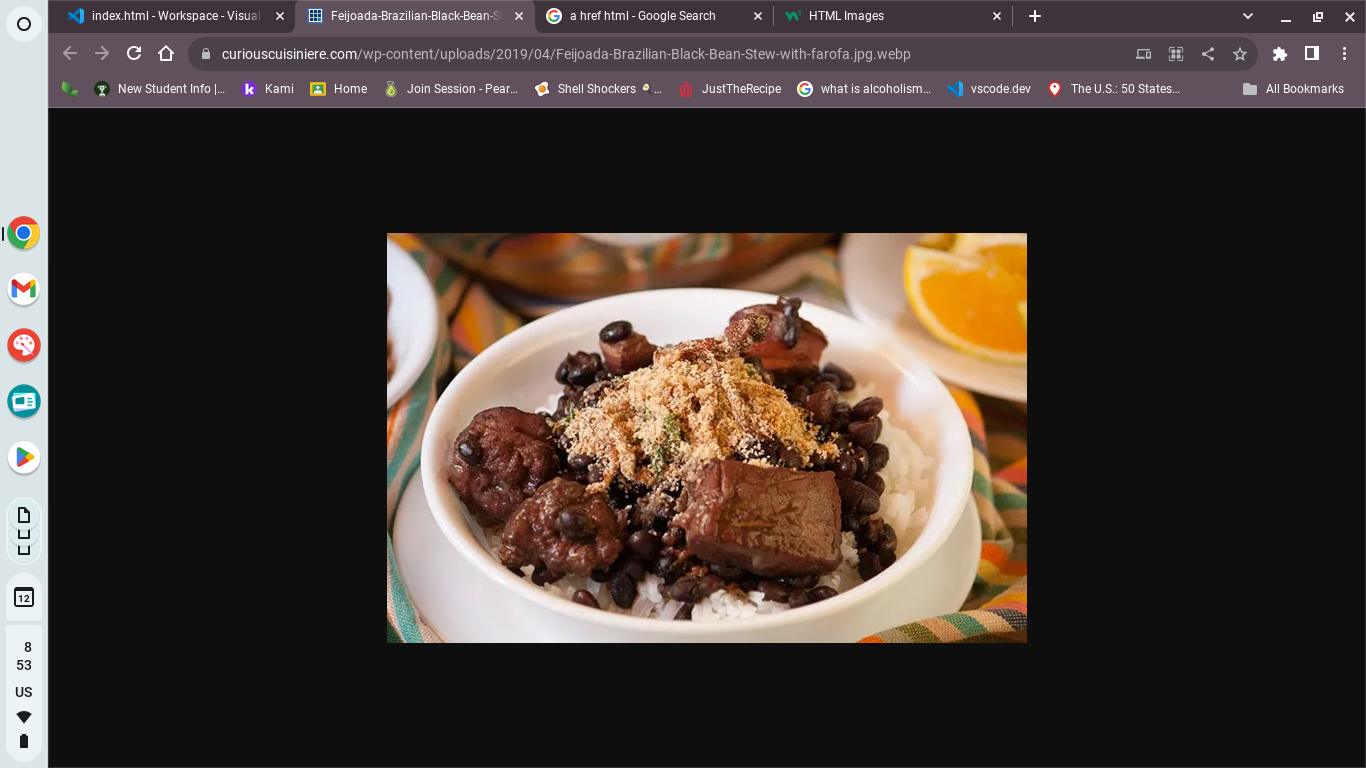 index.html - Workspace - Visual
Feijoada-Brazilian-Black-Bean-S
a href html - Google Search
HTML Images
curiouscuisiniere.com/wp-content/uploads/2019/04/Feijoada-Brazilian-Black-Bean-Stew-with-farofa.jpg.webp
New Student Info |...
Kami
Home
Join Session - Pear...
Shell Shockers 🍳 ...
JustTheRecipe
what is alcoholism...
vscode.dev
The U.S.: 50 States...
All Bookmarks
12
8
53
US